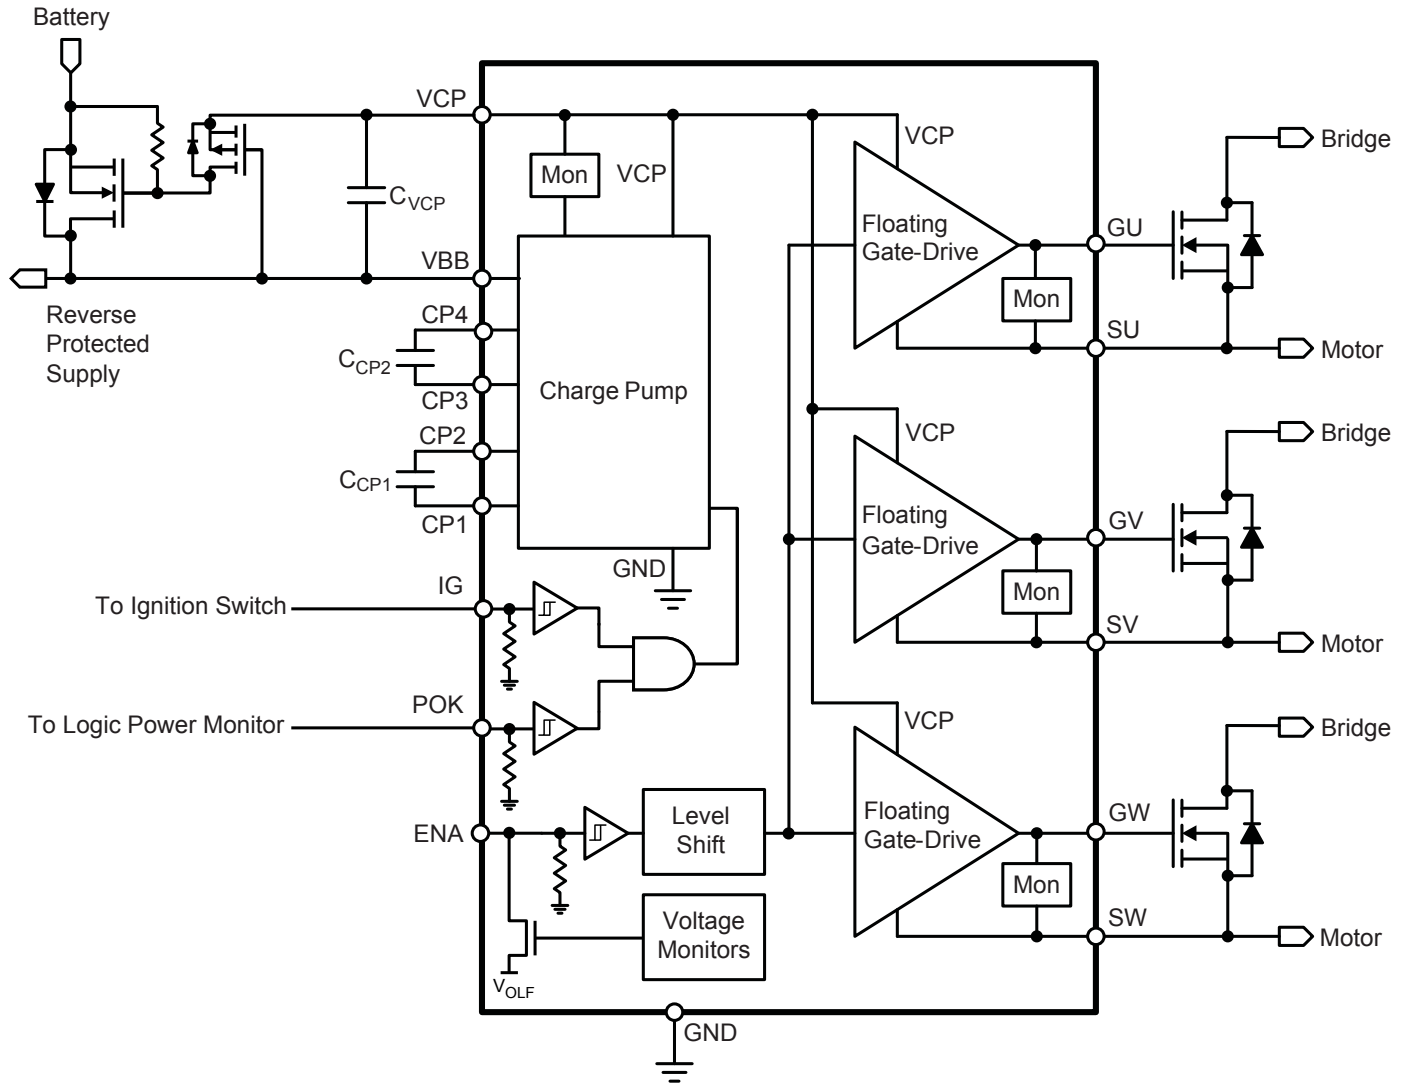 Battery
VCP
VCP
Bridge
Mon
VCP
CVCP
Floating
Gate-Drive
GU
VBB
Mon
Reverse
Protected
Supply
CP4
SU
Motor
CCP2
CP3
Charge Pump
CP2
VCP
Bridge
CCP1
CP1
Floating
Gate-Drive
GV
GND
IG
Mon
To Ignition Switch
SV
Motor
POK
To Logic Power Monitor
VCP
Bridge
ENA
Level
Shift
Floating
Gate-Drive
GW
Mon
Voltage
Monitors
SW
Motor
VOLF
GND